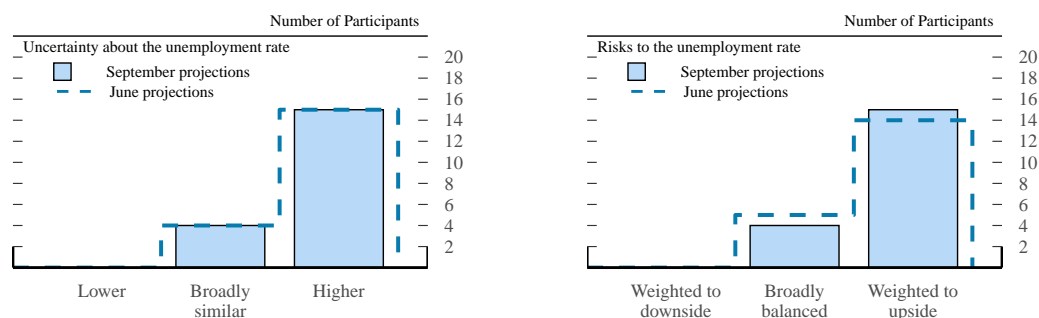 Number of Participants
Uncertainty about the unemployment rate
September projections
June projections
20
18
16
14
12
10
8
6
4
2
Lower
Broadly
similar
Higher
Number of Participants
Risks to the unemployment rate
September projections
June projections
20
18
16
14
12
10
8
6
4
2
Weighted to
downside
Broadly
balanced
Weighted to
upside